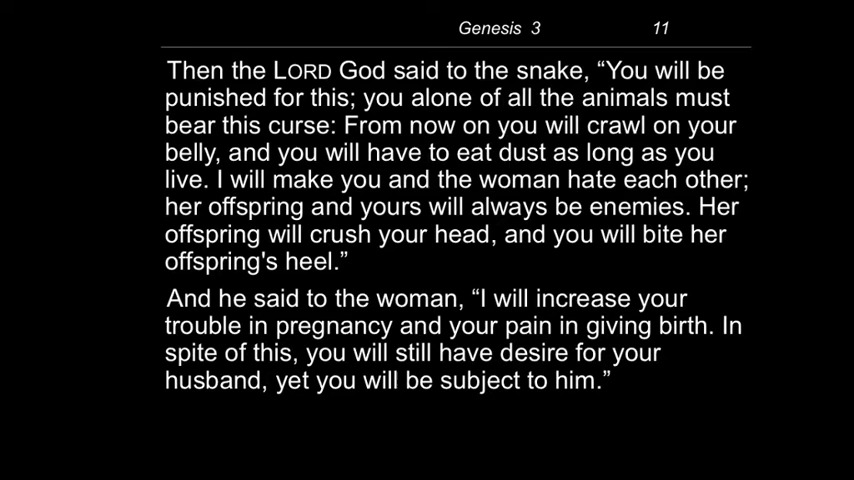 Genesis 3 11
Then the LORD God said to the snake, “You will be
punished for this; you alone of all the animals must
bear this curse: From now on you will crawl on your
belly, and you will have to eat dust as long as you
live. I will make you and the woman hate each other;
her offspring and yours will always be enemies. Her
offspring will crush your head, and you will bite her
offspring's heel.”
And he said to the woman, “I will increase your
trouble in pregnancy and your pain in giving birth. In
spite of this, you will still have desire for your
husband, yet you will be subject to him.”